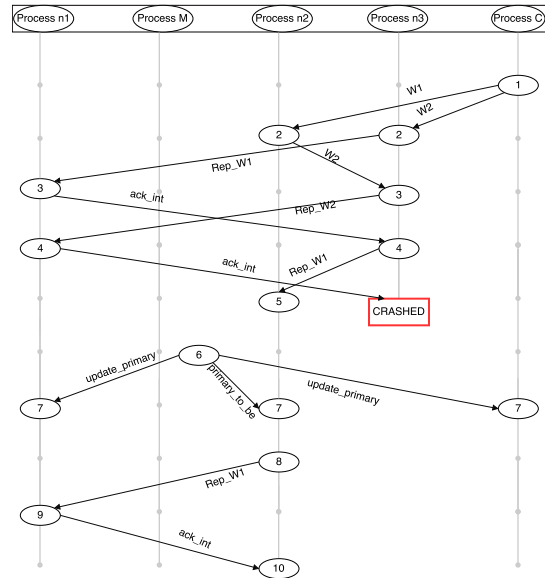 Process n1
Process M
Process n2
Process n3
Process C
1
W1
W2
2
2
W2
Rep_W1
3
ack_int
Rep_W2
3
4
4
ack_int
Rep_W1
5
CRASHED
6
update_primary
primary_to_be
update_primary
7
7
7
8
Rep_W1
9
ack_int
10